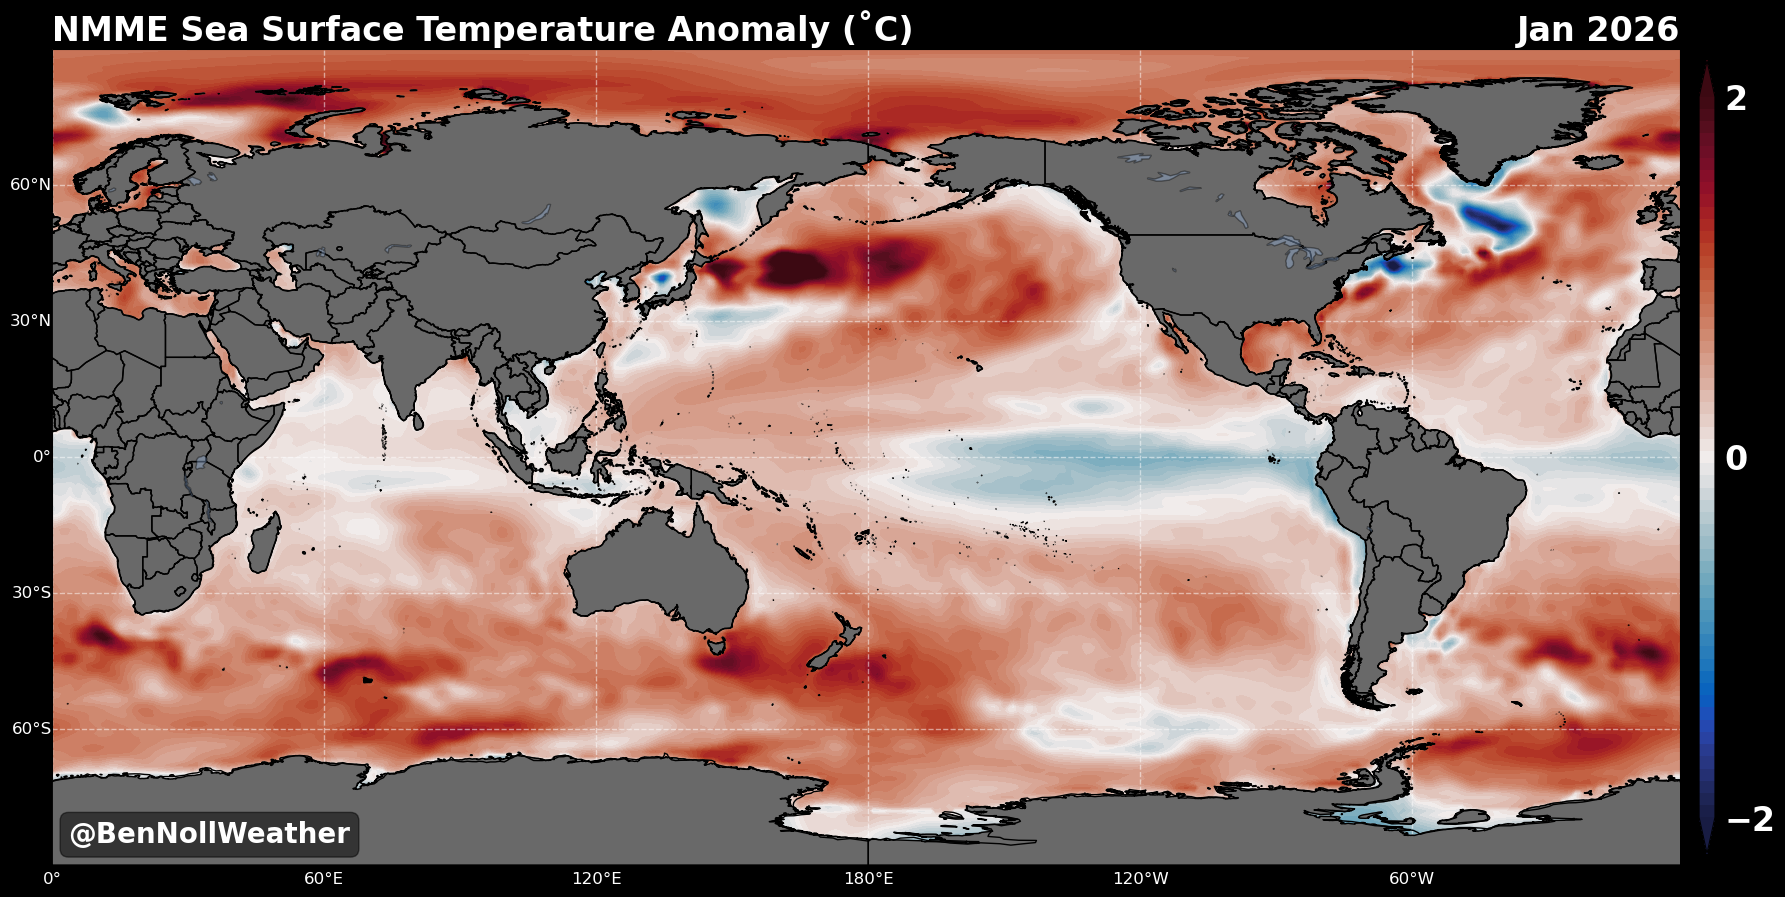 NMME Sea Surface Temperature Anomaly (˚C)
Jan 2026
2
60°N
30°N
0°
0
30°S
60°S
−2
@BenNollWeather
0° 60°E 120°E 180°E 120°W 60°W